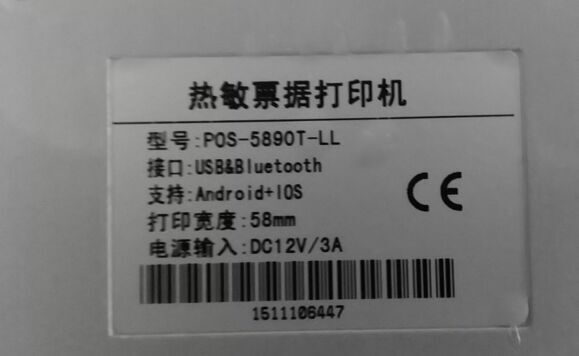 热敏票据打印机
型号:POS-5890T-LL
接口:USB&Bluetooth
支持:Android+IOS
打印宽度:58mm
电源输入:DC12V/3A
CE
1511106447